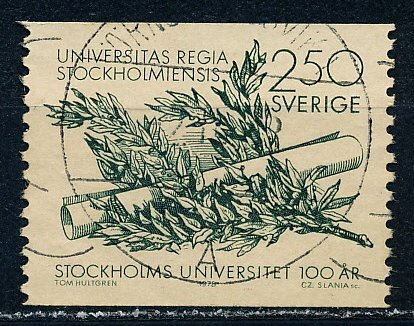 UNIVERSITAS REGIA
STOCKHOLMIENSIS
250
SVERIGE
STOCKHOLMS UNIVERSITET 100 ÅR
TOM HULTGREN 1978 CZ. SLANIA sc.